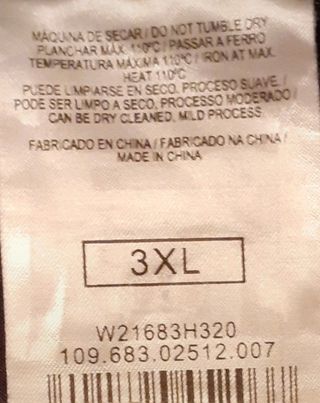 MÁQUINA DE SECAR / DO NOT TUMBLE DRY
PLANCHAR MÁX. 110°C / PASSAR A FERRO
TEMPERATURA MÁXIMA 110°C / IRON AT MAX.
HEAT 110°C
PUEDE LIMPIARSE EN SECO, PROCESO SUAVE /
PODE SER LIMPO A SECO, PROCESSO MODERADO /
CAN BE DRY CLEANED, MILD PROCESS
FABRICADO EN CHINA / FABRICADO NA CHINA /
MADE IN CHINA
3XL
W21683H320
109.683.02512.007